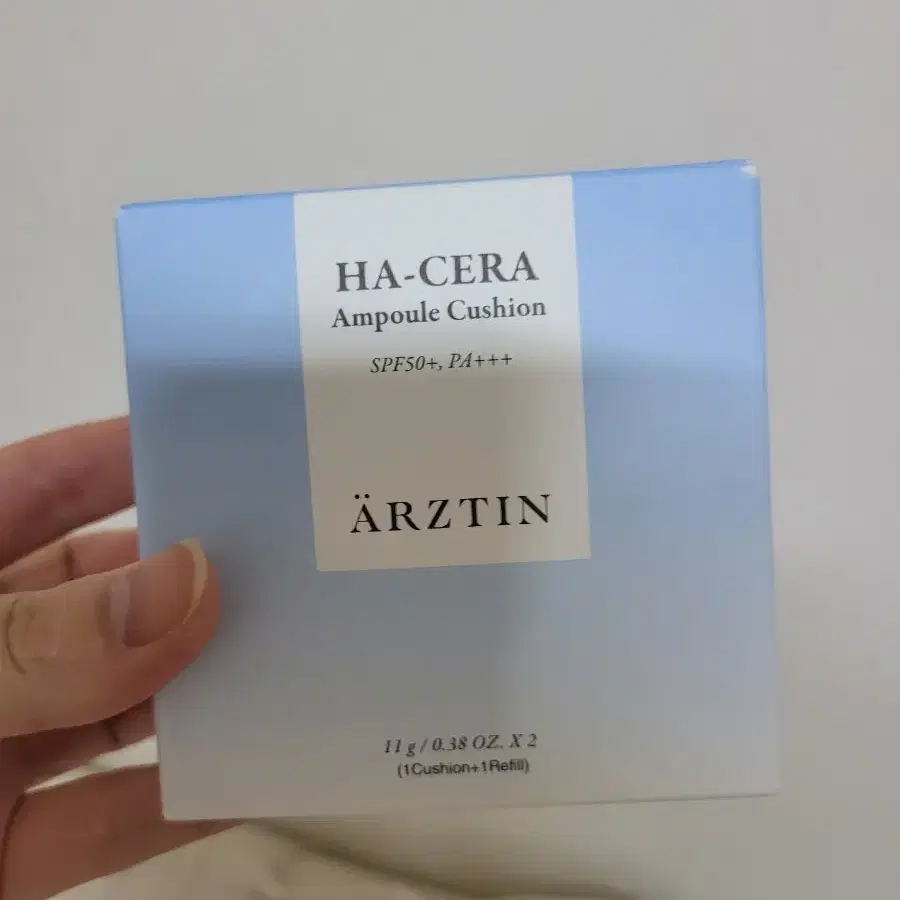 HA-CERA
Ampoule Cushion
SPF50+, PA+++
ÄRZTIN
11 g / 0.38 OZ. X 2
(1Cushion+1Refill)